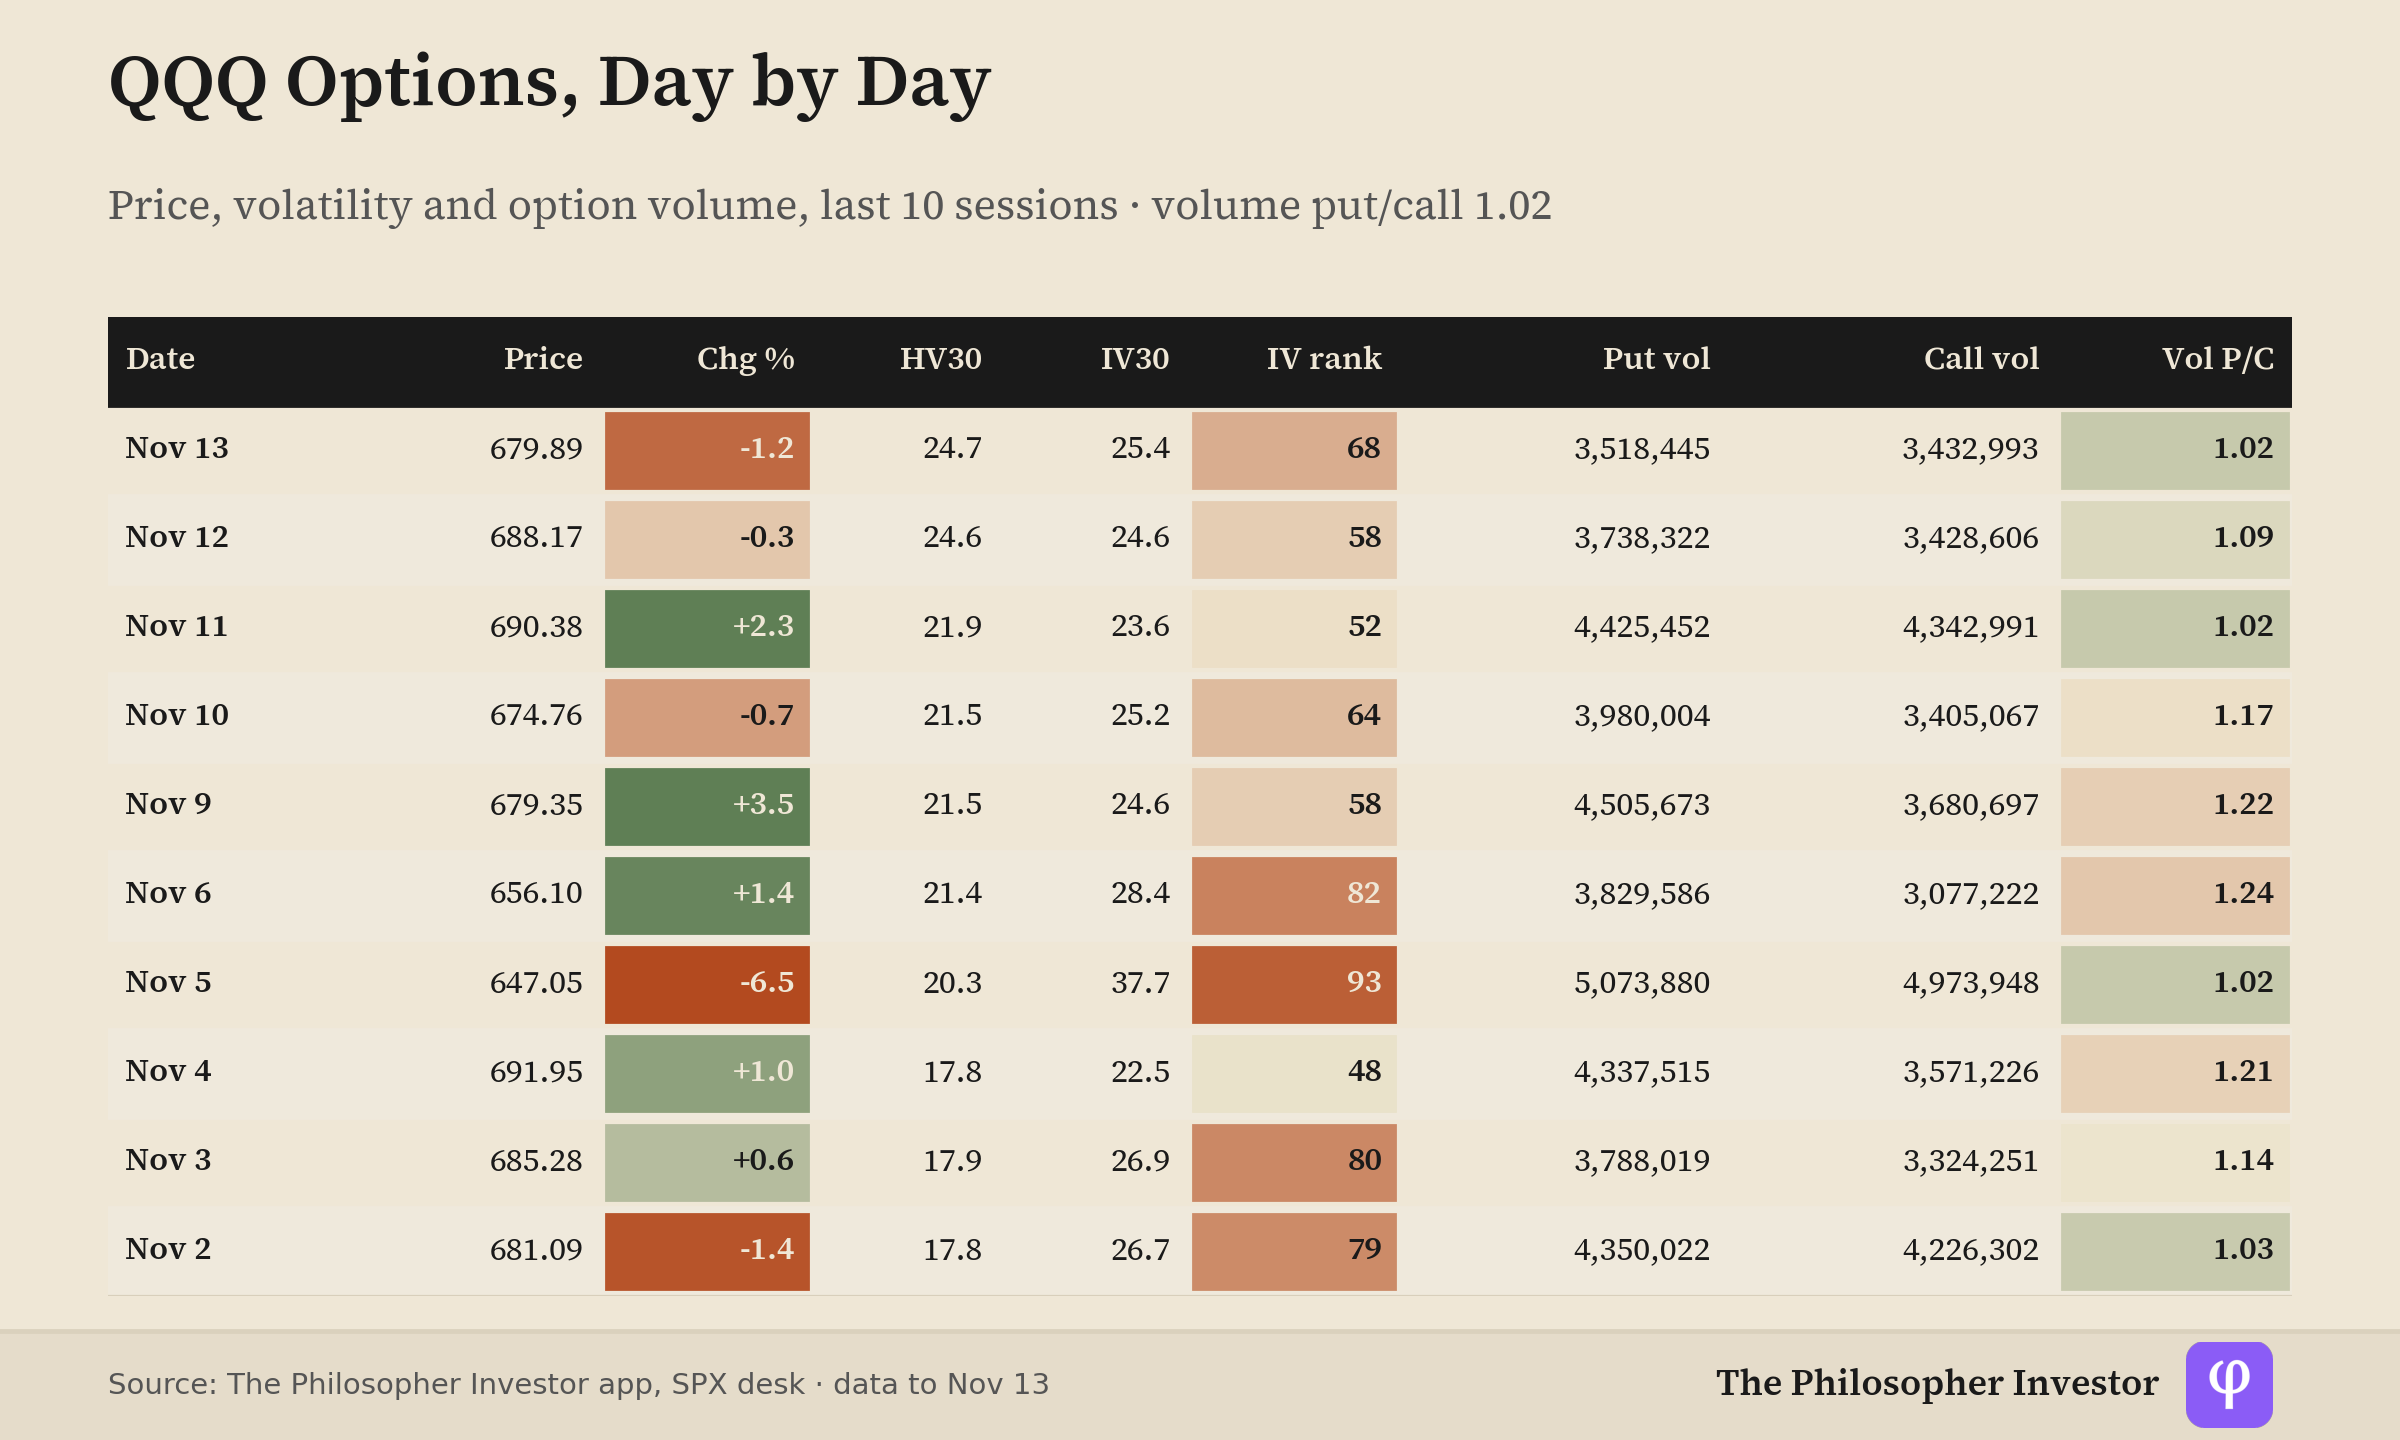 QQQ Options, Day by Day
Price, volatility and option volume, last 10 sessions · volume put/call 1.02
Date Price Chg % HV30 IV30 IV rank Put vol Call vol Vol P/C
Nov 13 679.89 -1.2 24.7 25.4 68 3,518,445 3,432,993 1.02
Nov 12 688.17 -0.3 24.6 24.6 58 3,738,322 3,428,606 1.09
Nov 11 690.38 +2.3 21.9 23.6 52 4,425,452 4,342,991 1.02
Nov 10 674.76 -0.7 21.5 25.2 64 3,980,004 3,405,067 1.17
Nov 9 679.35 +3.5 21.5 24.6 58 4,505,673 3,680,697 1.22
Nov 6 656.10 +1.4 21.4 28.4 82 3,829,586 3,077,222 1.24
Nov 5 647.05 -6.5 20.3 37.7 93 5,073,880 4,973,948 1.02
Nov 4 691.95 +1.0 17.8 22.5 48 4,337,515 3,571,226 1.21
Nov 3 685.28 +0.6 17.9 26.9 80 3,788,019 3,324,251 1.14
Nov 2 681.09 -1.4 17.8 26.7 79 4,350,022 4,226,302 1.03
Source: The Philosopher Investor app, SPX desk · data to Nov 13
The Philosopher Investor φ